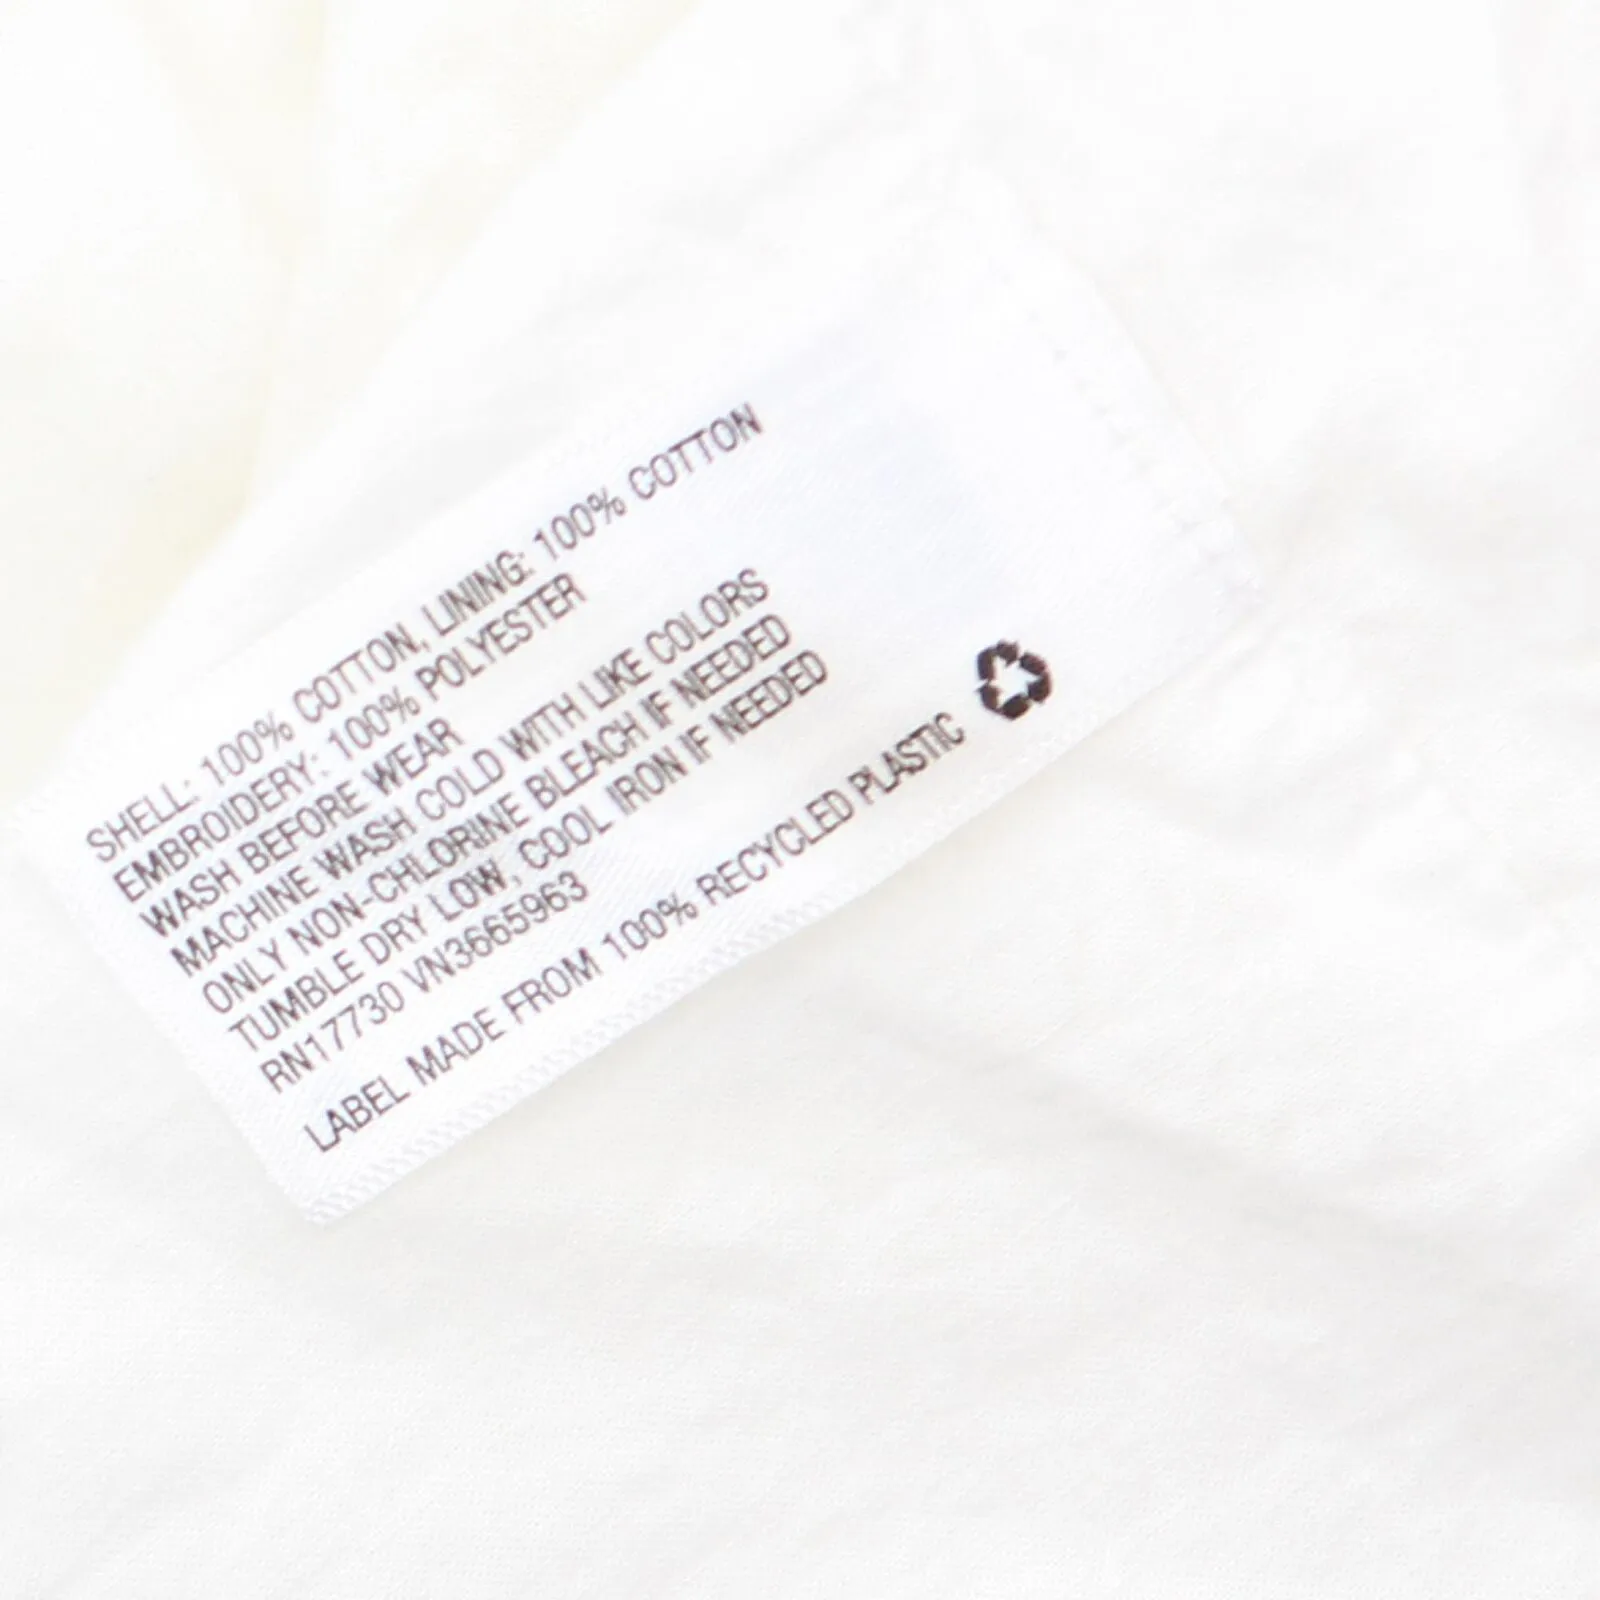 SHELL: 100% COTTON, LINING: 100% COTTON
EMBROIDERY: 100% POLYESTER
WASH BEFORE WEAR
MACHINE WASH COLD WITH LIKE COLORS
ONLY NON-CHLORINE BLEACH IF NEEDED
TUMBLE DRY LOW, COOL IRON IF NEEDED
RN17730 VN3665963
LABEL MADE FROM 100% RECYCLED PLASTIC